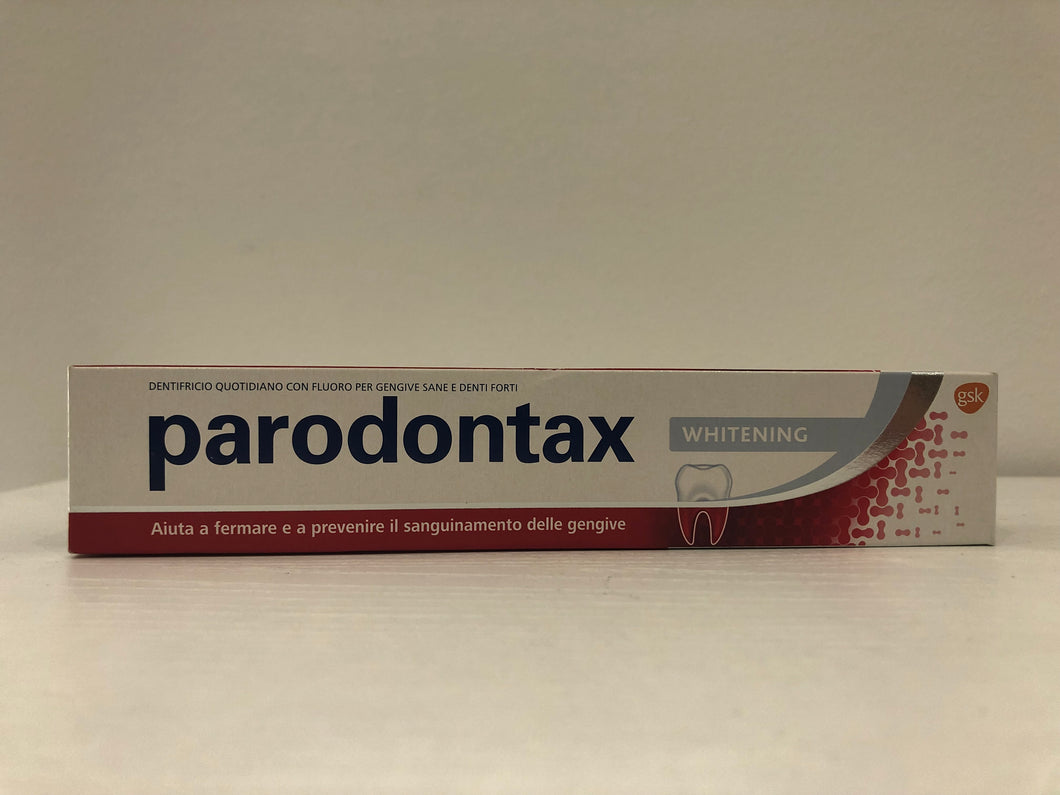 DENTIFRICIO QUOTIDIANO CON FLUORO PER GENGIVE SANE E DENTI FORTI
parodontax
WHITENING
gsk
Aiuta a fermare e a prevenire il sanguinamento delle gengive